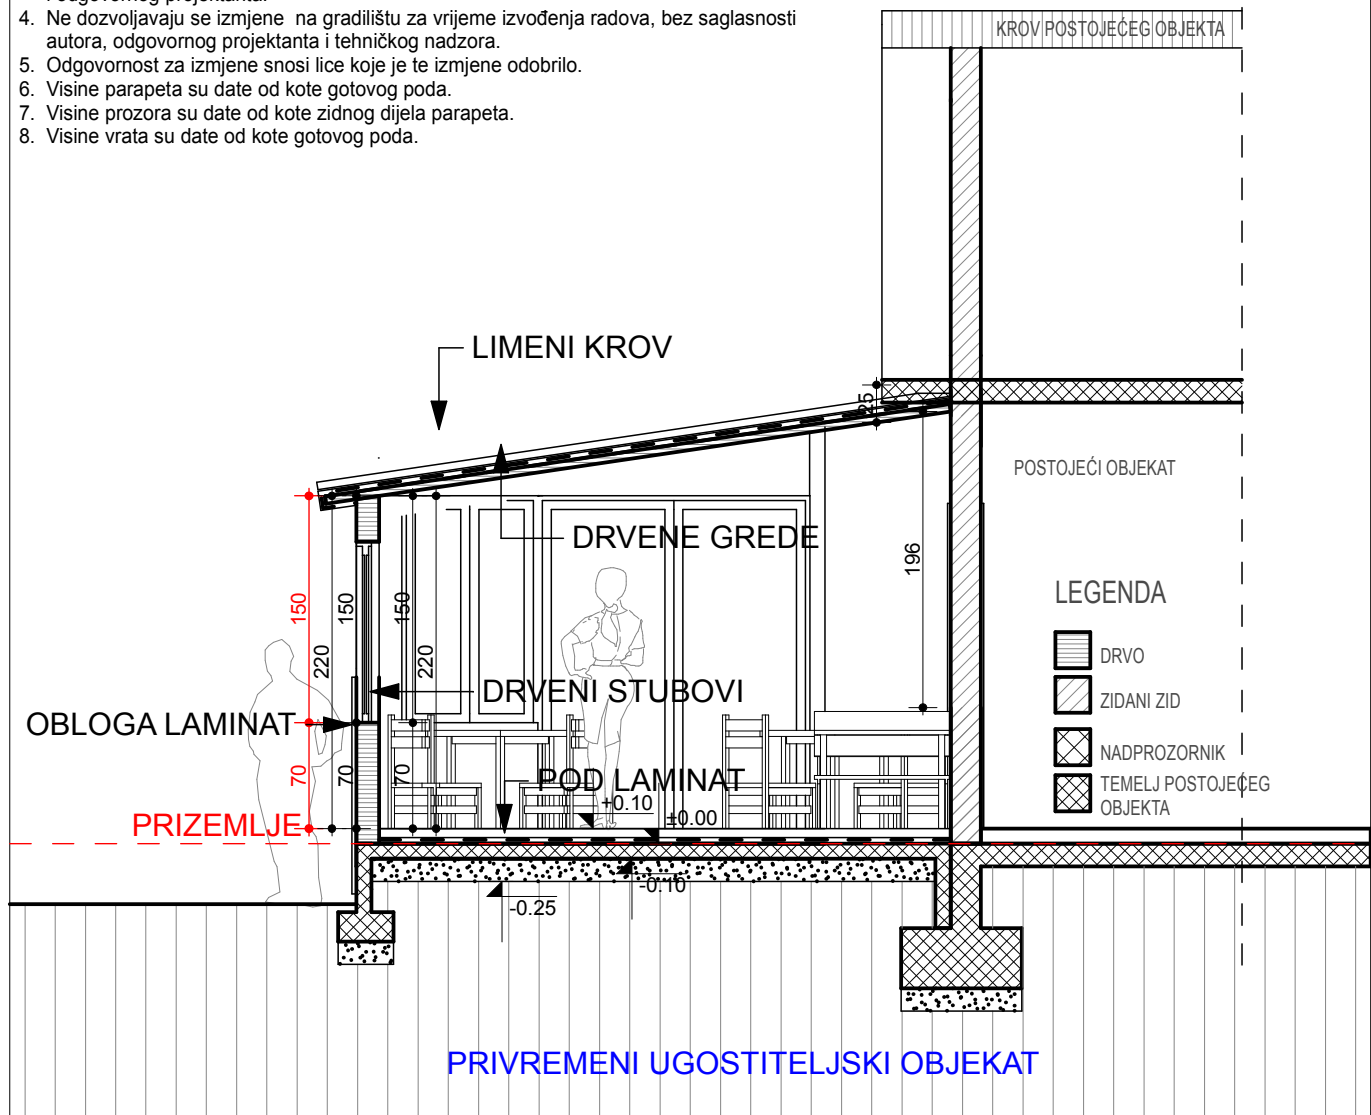 i odgovornog projektanta.
4. Ne dozvoljavaju se izmjene na gradilištu za vrijeme izvođenja radova, bez saglasnosti
autora, odgovornog projektanta i tehničkog nadzora.
5. Odgovornost za izmjene snosi lice koje je te izmjene odobrilo.
6. Visine parapeta su date od kote gotovog poda.
7. Visine prozora su date od kote zidnog dijela parapeta.
8. Visine vrata su date od kote gotovog poda.
KROV POSTOJEĆEG OBJEKTA
LIMENI KROV
25
POSTOJEĆI OBJEKAT
DRVENE GREDE
196
LEGENDA
150
150
150
220
220
DRVO
DRVENI STUBOVI
ZIDANI ZID
OBLOGA LAMINAT
NADPROZORNIK
70
70
70
POD LAMINAT
TEMELJ POSTOJEĆEG
OBJEKTA
+0.10
±0.00
PRIZEMLJE
-0.10
-0.25
PRIVREMENI UGOSTITELJSKI OBJEKAT